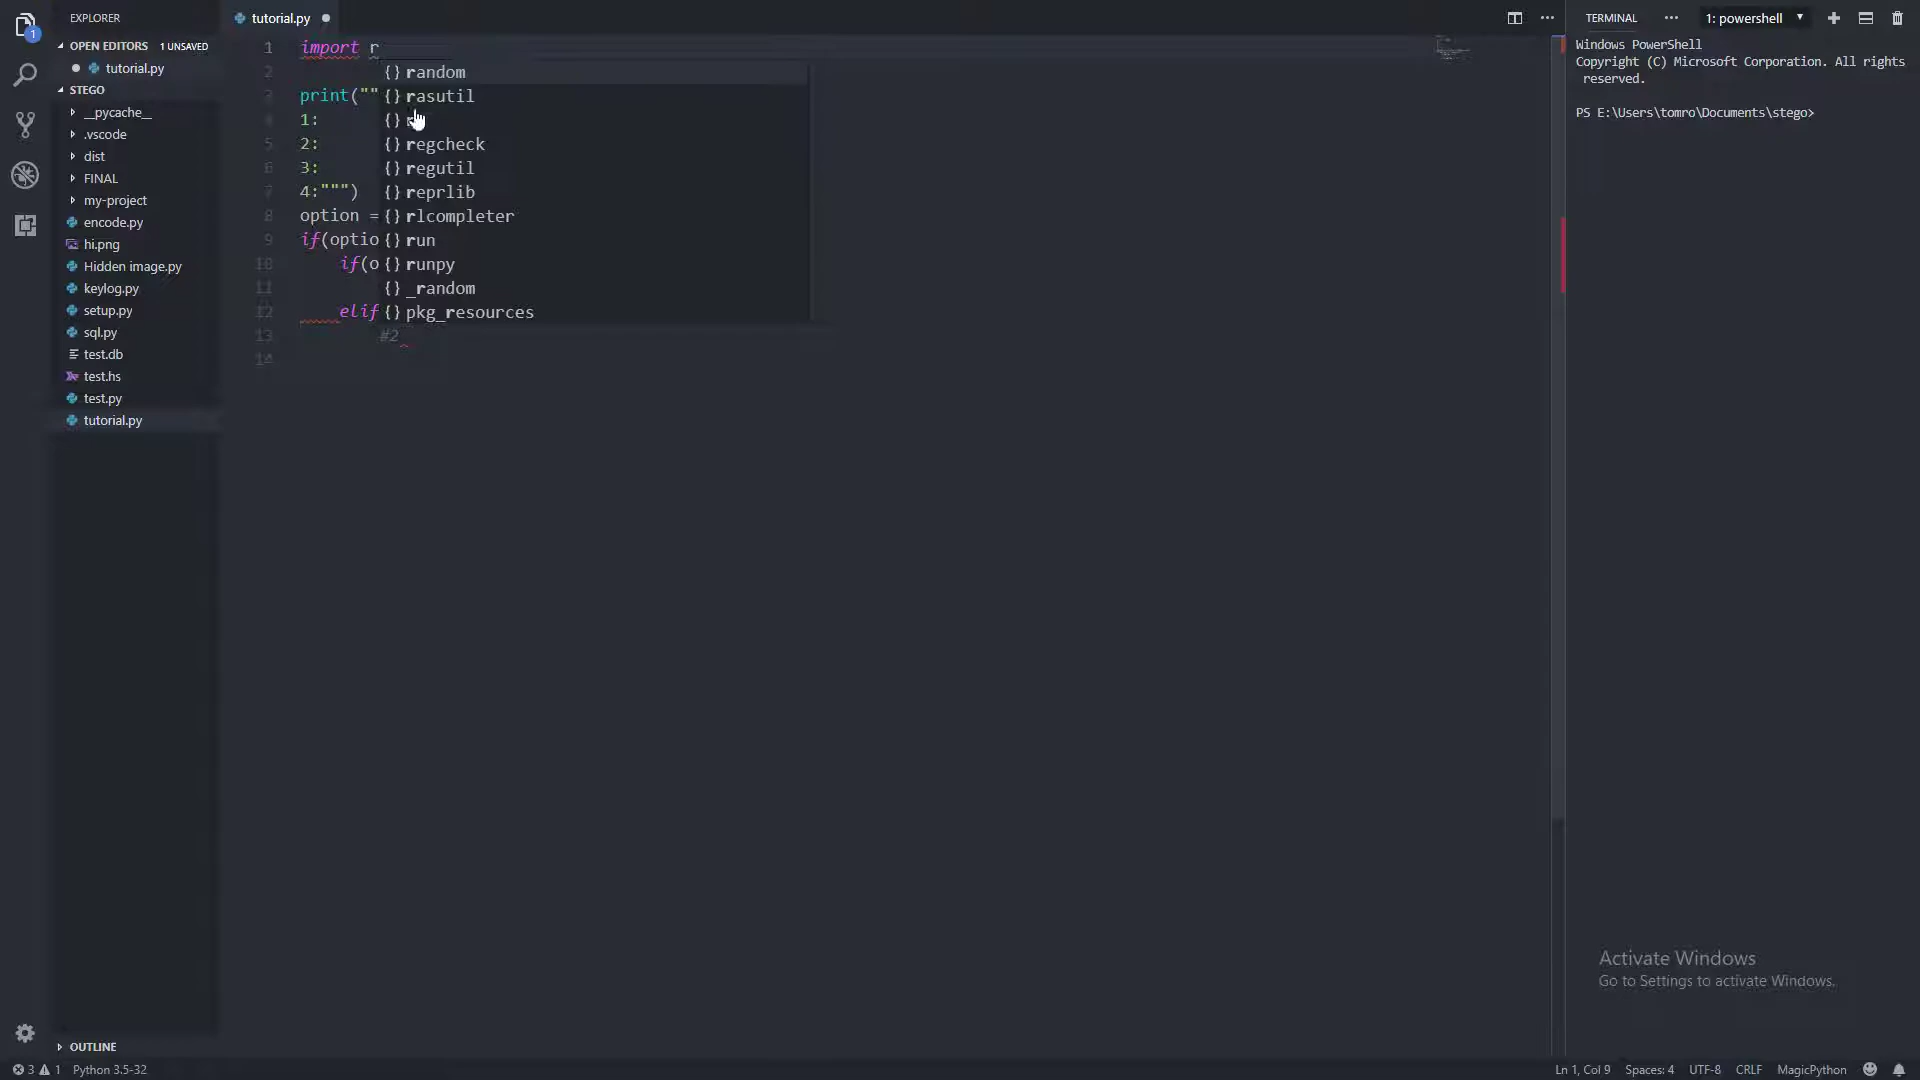 EXPLORER
OPEN EDITORS 1 UNSAVED
tutorial.py
STEGO
__pycache__
.vscode
dist
FINAL
my-project
encode.py
hi.png
Hidden image.py
keylog.py
setup.py
sql.py
test.db
test.hs
test.py
tutorial.py
OUTLINE
1
tutorial.py
1 import r
2
3 print(""
4 1:
5 2:
6 3:
7 4:""")
8 option =
9 if(optio
10 if(o
11
12 elif
13 #2
14
{} random
{} rasutil
{}
{} regcheck
{} regutil
{} reprlib
{} rlcompleter
{} run
{} runpy
{} _random
{} pkg_resources
TERMINAL ... 1: powershell
Windows PowerShell
Copyright (C) Microsoft Corporation. All rights
reserved.
PS E:\Users\tomro\Documents\stego>
Activate Windows
Go to Settings to activate Windows.
3 1 Python 3.5-32
Ln 1, Col 9 Spaces: 4 UTF-8 CRLF MagicPython